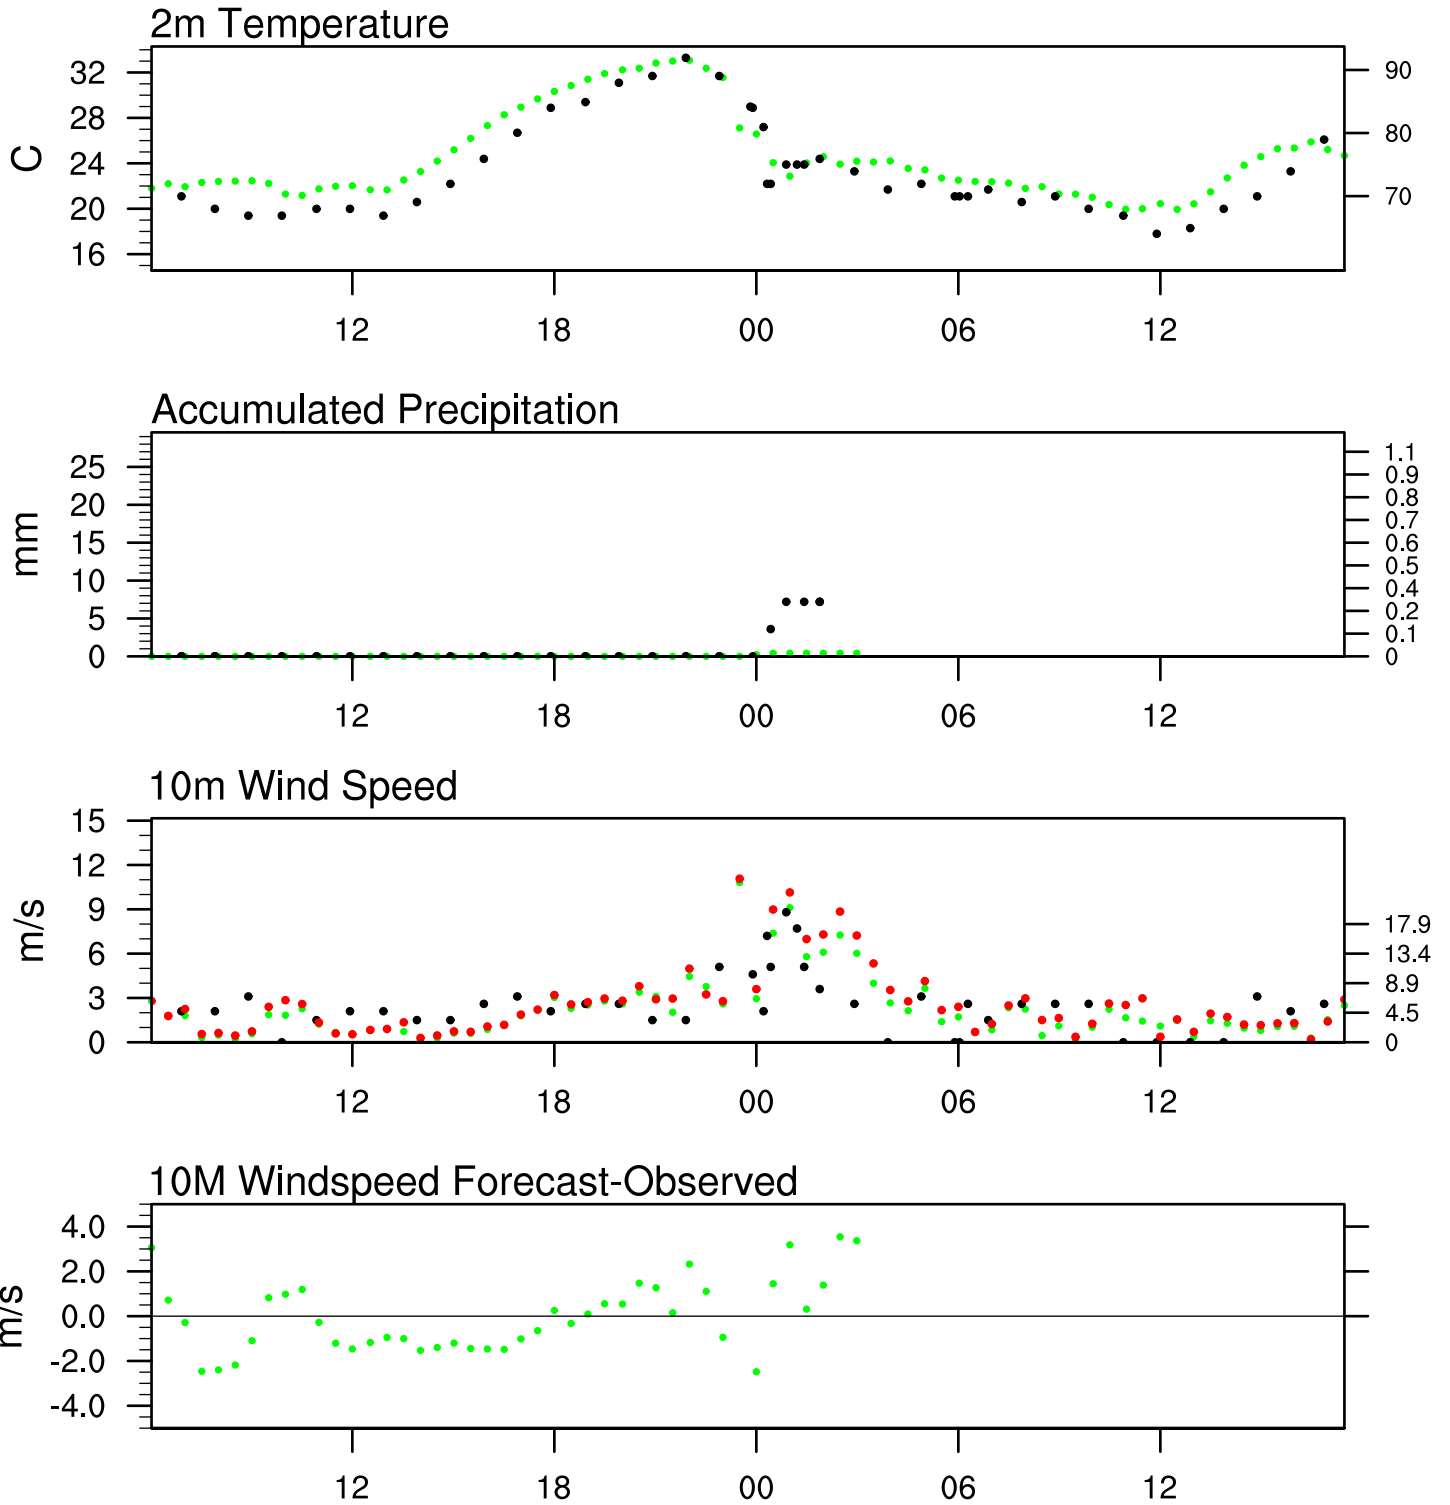 2m Temperature
32 90
28
80
C
24
20 70
16
12 18 00 06 12
Accumulated Precipitation
25 1.1
0.9
20 0.8
0.7
mm
15 0.6
0.5
10 0.4
5 0.2
0.1
0 0
12 18 00 06 12
10m Wind Speed
15
12
m/s
9 17.9
6 13.4
3 8.9
4.5
0 0
12 18 00 06 12
10M Windspeed Forecast-Observed
4.0
2.0
m/s
0.0
-2.0
-4.0
12 18 00 06 12